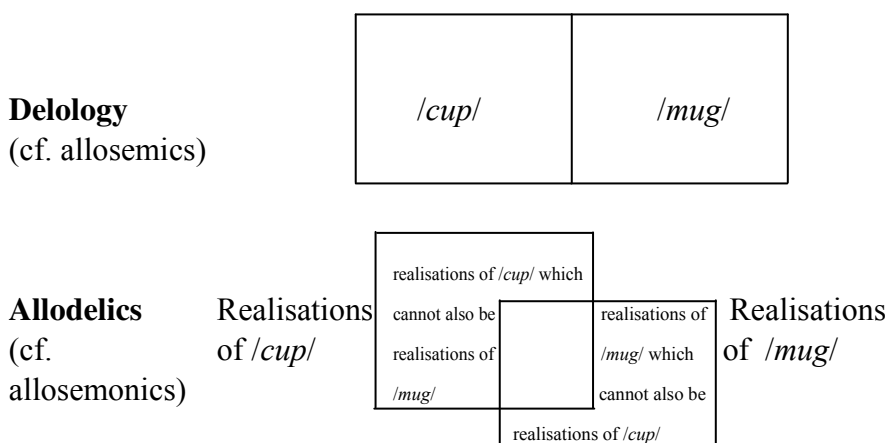 Delology
(cf. allosemics)
/cup/
/mug/
Allodelics
(cf.
allosemonics)
Realisations
of /cup/
realisations of /cup/ which
cannot also be
realisations of
/mug/
realisations of
/mug/ which
cannot also be
realisations of /cup/
Realisations
of /mug/